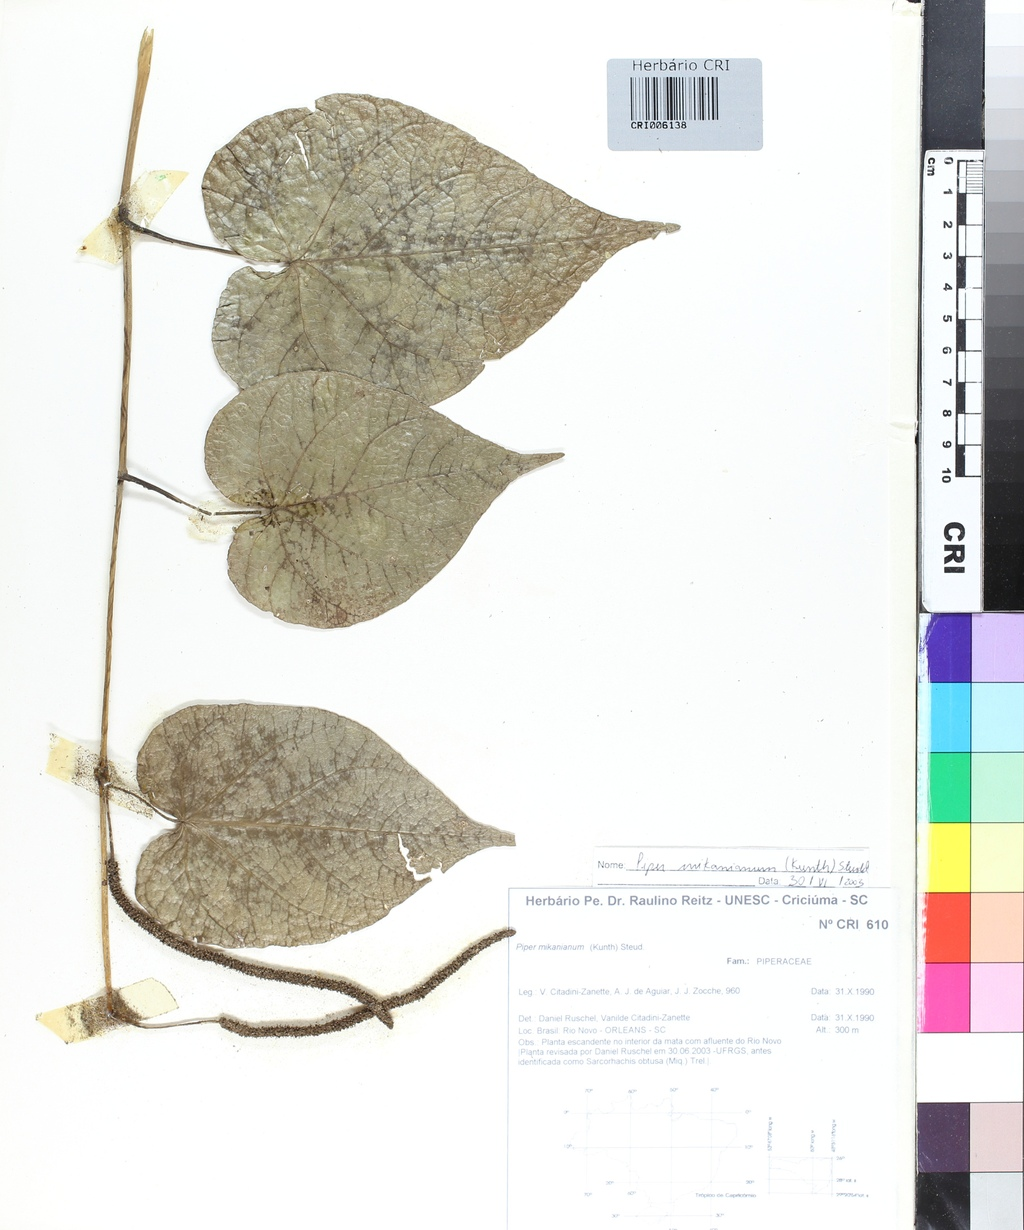 Herbário CRI
CRI006138
cm
0
1
2
3
4
5
6
7
8
9
10
CRI
Nome: Piper mikanianum (Kunth) Steud
Data: 30 / VI / 2003
Herbário Pe. Dr. Raulino Reitz - UNESC - Criciúma - SC
Nº CRI 610
Piper mikanianum (Kunth) Steud.
Fam.: PIPERACEAE
Leg.: V. Citadini-Zanette, A. J. de Aguiar, J. J. Zocche, 960 Data: 31.X.1990
Det.: Daniel Ruschel, Vanilde Citadini-Zanette Data: 31.X.1990
Loc. Brasil: Rio Novo - ORLEANS - SC Alt.: 300 m
Obs.: Planta escandente no interior da mata com afluente do Rio Novo
(Planta revisada por Daniel Ruschel em 30.06.2003 -UFRGS, antes
identificada como Sarcorhachis obtusa (Miq.) Trel.)
Trópico de Capricórnio